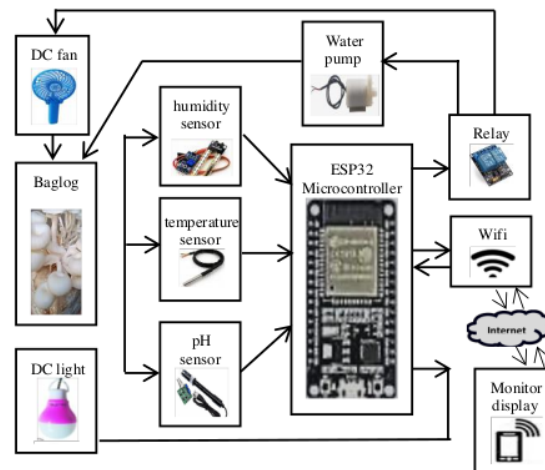 DC fan
Water
pump
humidity
sensor
Relay
ESP32
Microcontroller
Baglog
temperature
sensor
Wifi
pH
sensor
Internet
DC light
Monitor
display